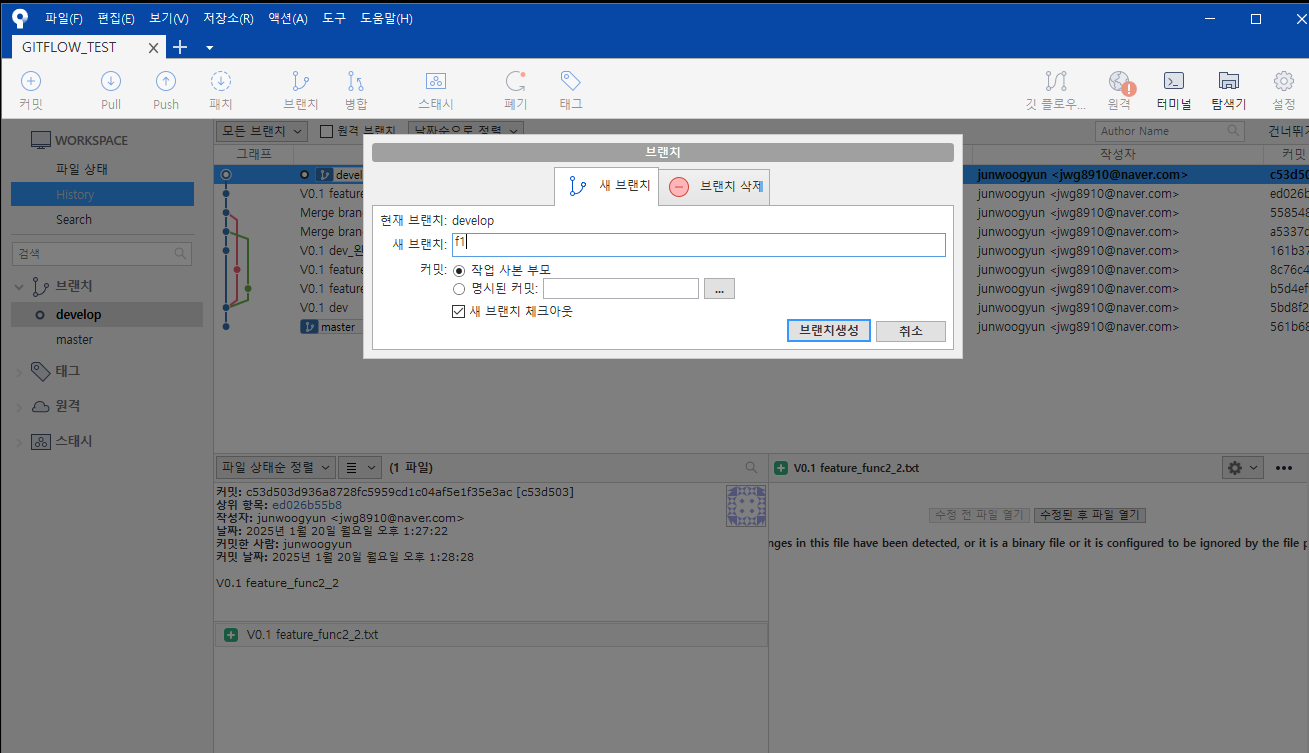 파일(F) 편집(E) 보기(V) 저장소(R) 액션(A) 도구 도움말(H)
GITFLOW_TEST
커밋 Pull Push 패치 브랜치 병합 스태시 폐기 태그 깃 플로우... 원격 터미널 탐색기 설정
WORKSPACE
파일 상태
History
Search
검색
브랜치
develop
master
태그
원격
스태시
모든 브랜치 원격 브랜치 날짜순으로 정렬 Author Name 건너뛰기
그래프 작성자 커밋
develop junwoogyun <jwg8910@naver.com> c53d50
V0.1 feature junwoogyun <jwg8910@naver.com> ed026b
Merge bran junwoogyun <jwg8910@naver.com> 558548
Merge bran junwoogyun <jwg8910@naver.com> a5337d
V0.1 dev_완 junwoogyun <jwg8910@naver.com> 161b37
V0.1 feature junwoogyun <jwg8910@naver.com> 8c76c4
V0.1 feature junwoogyun <jwg8910@naver.com> b5d4ef
V0.1 dev junwoogyun <jwg8910@naver.com> 5bd8f2
master junwoogyun <jwg8910@naver.com> 561b68
브랜치
새 브랜치 브랜치 삭제
현재 브랜치: develop
새 브랜치: f1
커밋: 작업 사본 부모
명시된 커밋: ...
새 브랜치 체크아웃
브랜치생성 취소
파일 상태순 정렬 (1 파일)
커밋: c53d503d936a8728fc5959cd1c04af5e1f35e3ac [c53d503]
상위 항목: ed026b55b8
작성자: junwoogyun <jwg8910@naver.com>
날짜: 2025년 1월 20일 월요일 오후 1:27:22
커밋한 사람: junwoogyun
커밋 날짜: 2025년 1월 20일 월요일 오후 1:28:28
V0.1 feature_func2_2
V0.1 feature_func2_2.txt
V0.1 feature_func2_2.txt
수정 전 파일 열기 수정된 후 파일 열기
nges in this file have been detected, or it is a binary file or it is configured to be ignored by the file p